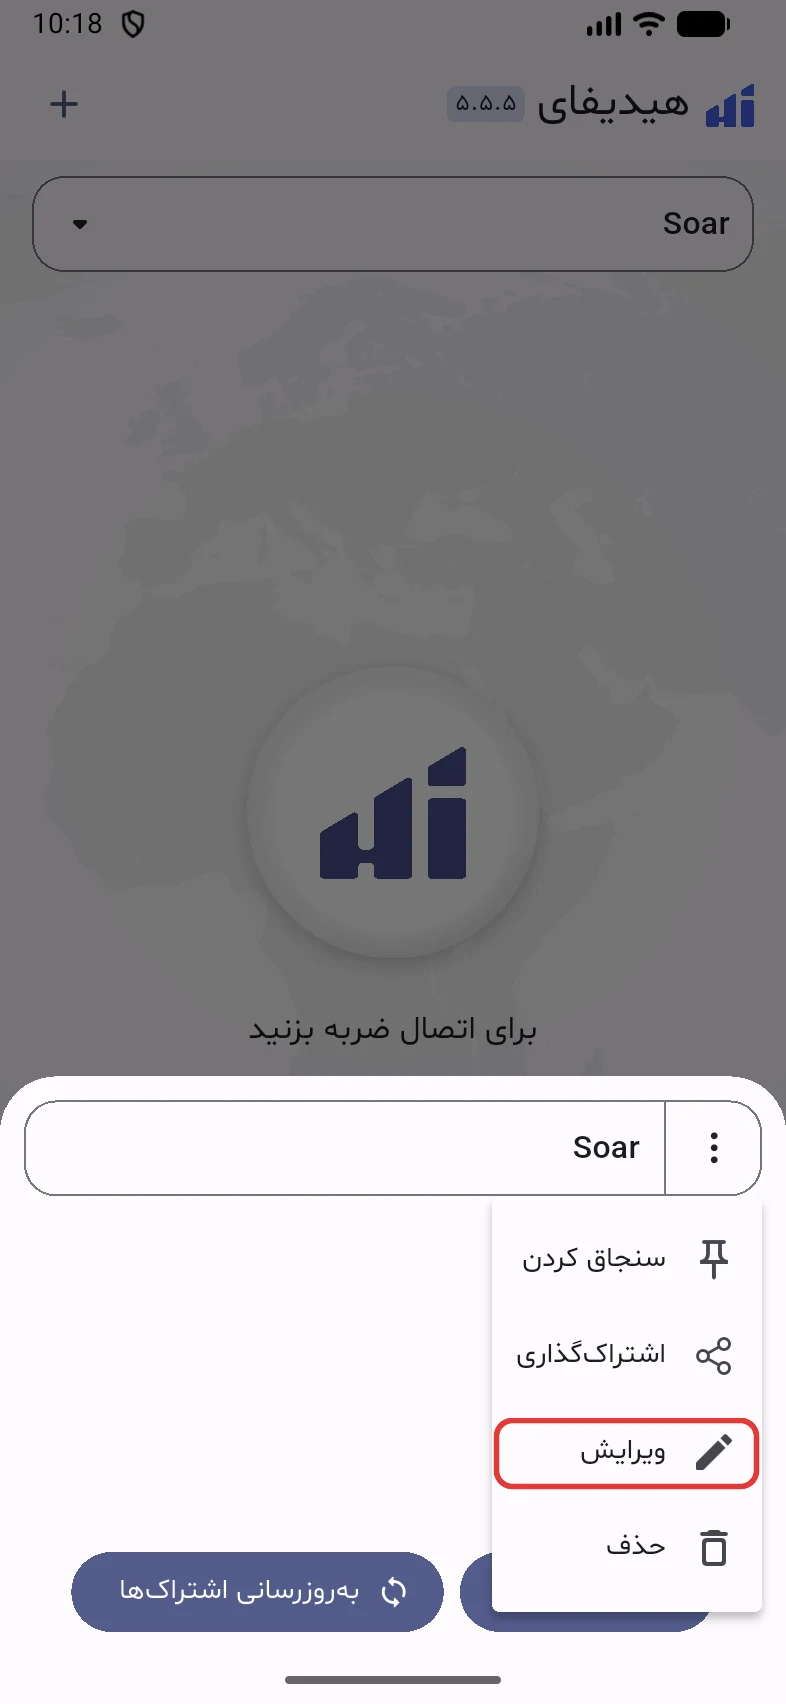 10:18
هیدیفای ۵.۵.۵
Soar
برای اتصال ضربه بزنید
Soar
سنجاق کردن
اشتراک‌گذاری
ویرایش
حذف
به‌روزرسانی اشتراک‌ها